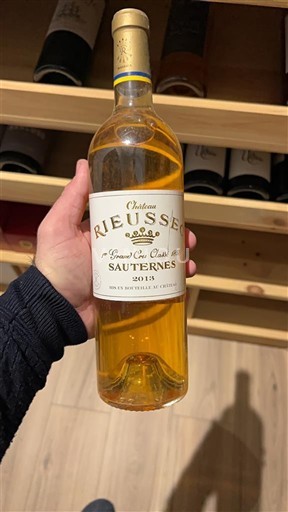 Château
RIEUSSEC
1er Grand Cru Classé
SAUTERNES
2013
MIS EN BOUTEILLE AU CHÂTEAU